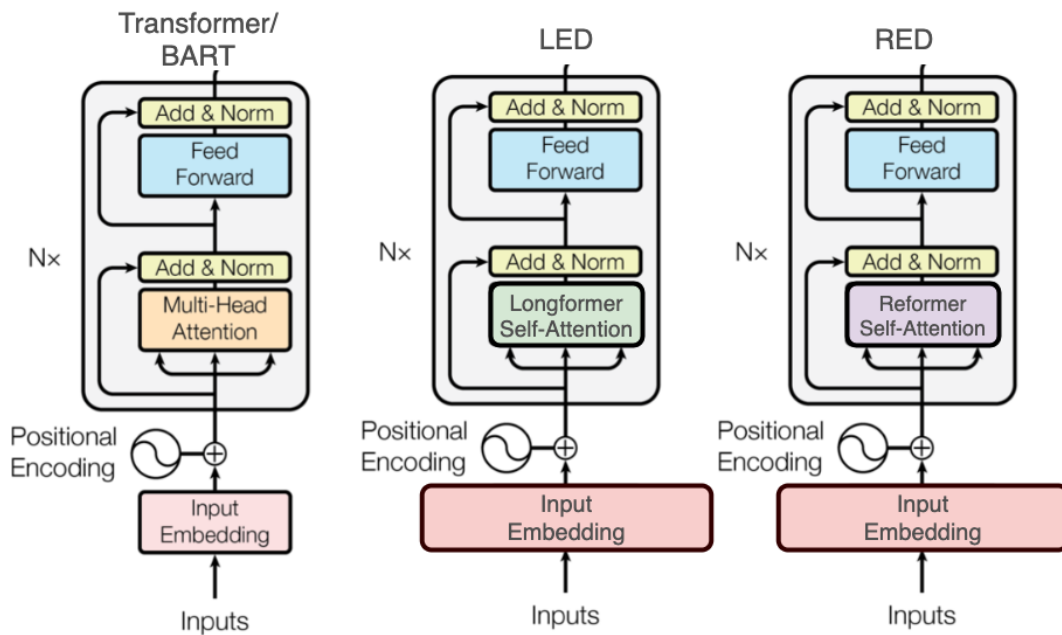 Transformer/
BART
Add & Norm
Feed
Forward
Nx
Add & Norm
Multi-Head
Attention
Positional
Encoding
Input
Embedding
Inputs
LED
Add & Norm
Feed
Forward
Nx
Add & Norm
Longformer
Self-Attention
Positional
Encoding
Input
Embedding
Inputs
RED
Add & Norm
Feed
Forward
Nx
Add & Norm
Reformer
Self-Attention
Positional
Encoding
Input
Embedding
Inputs